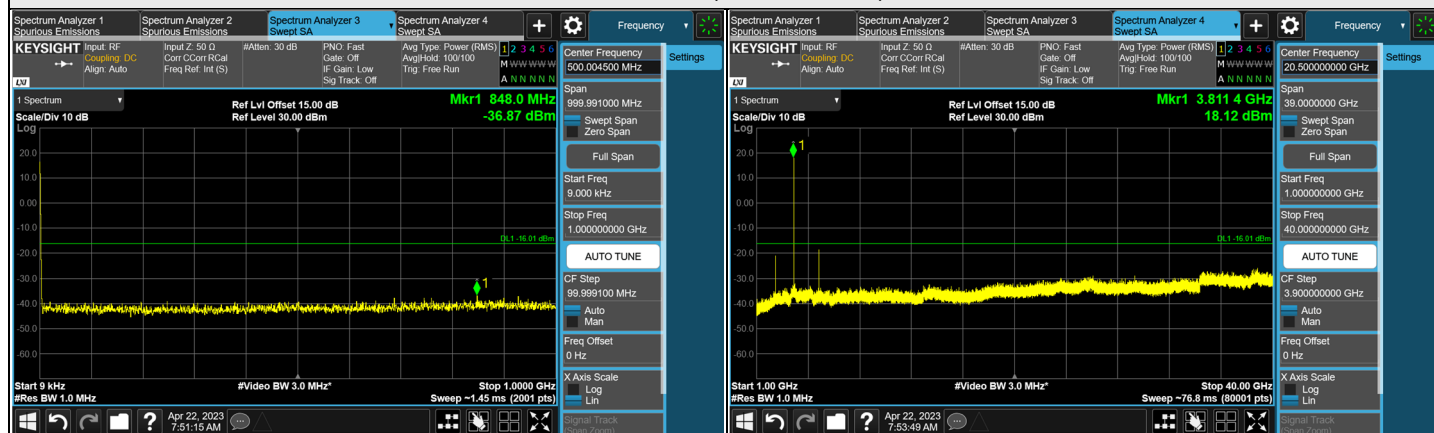 Spectrum Analyzer 1
Spurious Emissions
Spectrum Analyzer 2
Spurious Emissions
Spectrum Analyzer 3
Swept SA
Spectrum Analyzer 4
Swept SA
+
Frequency
KEYSIGHT
LXI
Input: RF
Coupling: DC
Align: Auto
Input Z: 50 Ω
Corr CCorr RCal
Freq Ref: Int (S)
#Atten: 30 dB
PNO: Fast
Gate: Off
IF Gain: Low
Sig Track: Off
Avg Type: Power (RMS)
Avg|Hold: 100/100
Trig: Free Run
1 2 3 4 5 6
M W W W W W
A N N N N N
1 Spectrum
Scale/Div 10 dB
Log
Ref Lvl Offset 15.00 dB
Ref Level 30.00 dBm
Mkr1 848.0 MHz
-36.87 dBm
20.0
10.0
0.00
-10.0
-20.0
-30.0
-40.0
-50.0
-60.0
DL1 -16.01 dBm
1
Start 9 kHz
#Res BW 1.0 MHz
#Video BW 3.0 MHz*
Stop 1.0000 GHz
Sweep ~1.45 ms (2001 pts)
Center Frequency
500.004500 MHz
Settings
Span
999.991000 MHz
Swept Span
Zero Span
Full Span
Start Freq
9.000 kHz
Stop Freq
1.000000000 GHz
AUTO TUNE
CF Step
99.999100 MHz
Auto
Man
Freq Offset
0 Hz
X Axis Scale
Log
Lin
Signal Track
(Span Zoom)
?
Apr 22, 2023
7:51:15 AM
Spectrum Analyzer 1
Spurious Emissions
Spectrum Analyzer 2
Spurious Emissions
Spectrum Analyzer 3
Swept SA
Spectrum Analyzer 4
Swept SA
+
Frequency
KEYSIGHT
LXI
Input: RF
Coupling: DC
Align: Auto
Input Z: 50 Ω
Corr CCorr RCal
Freq Ref: Int (S)
#Atten: 30 dB
PNO: Fast
Gate: Off
IF Gain: Low
Sig Track: Off
Avg Type: Power (RMS)
Avg|Hold: 100/100
Trig: Free Run
1 2 3 4 5 6
M W W W W W
A N N N N N
1 Spectrum
Scale/Div 10 dB
Log
Ref Lvl Offset 15.00 dB
Ref Level 30.00 dBm
Mkr1 3.811 4 GHz
18.12 dBm
20.0
10.0
0.00
-10.0
-20.0
-30.0
-40.0
-50.0
-60.0
DL1 -16.01 dBm
1
Start 1.00 GHz
#Res BW 1.0 MHz
#Video BW 3.0 MHz*
Stop 40.00 GHz
Sweep ~76.8 ms (80001 pts)
Center Frequency
20.500000000 GHz
Settings
Span
39.0000000 GHz
Swept Span
Zero Span
Full Span
Start Freq
1.000000000 GHz
Stop Freq
40.000000000 GHz
AUTO TUNE
CF Step
3.900000000 GHz
Auto
Man
Freq Offset
0 Hz
X Axis Scale
Log
Lin
Signal Track
(Span Zoom)
?
Apr 22, 2023
7:53:49 AM